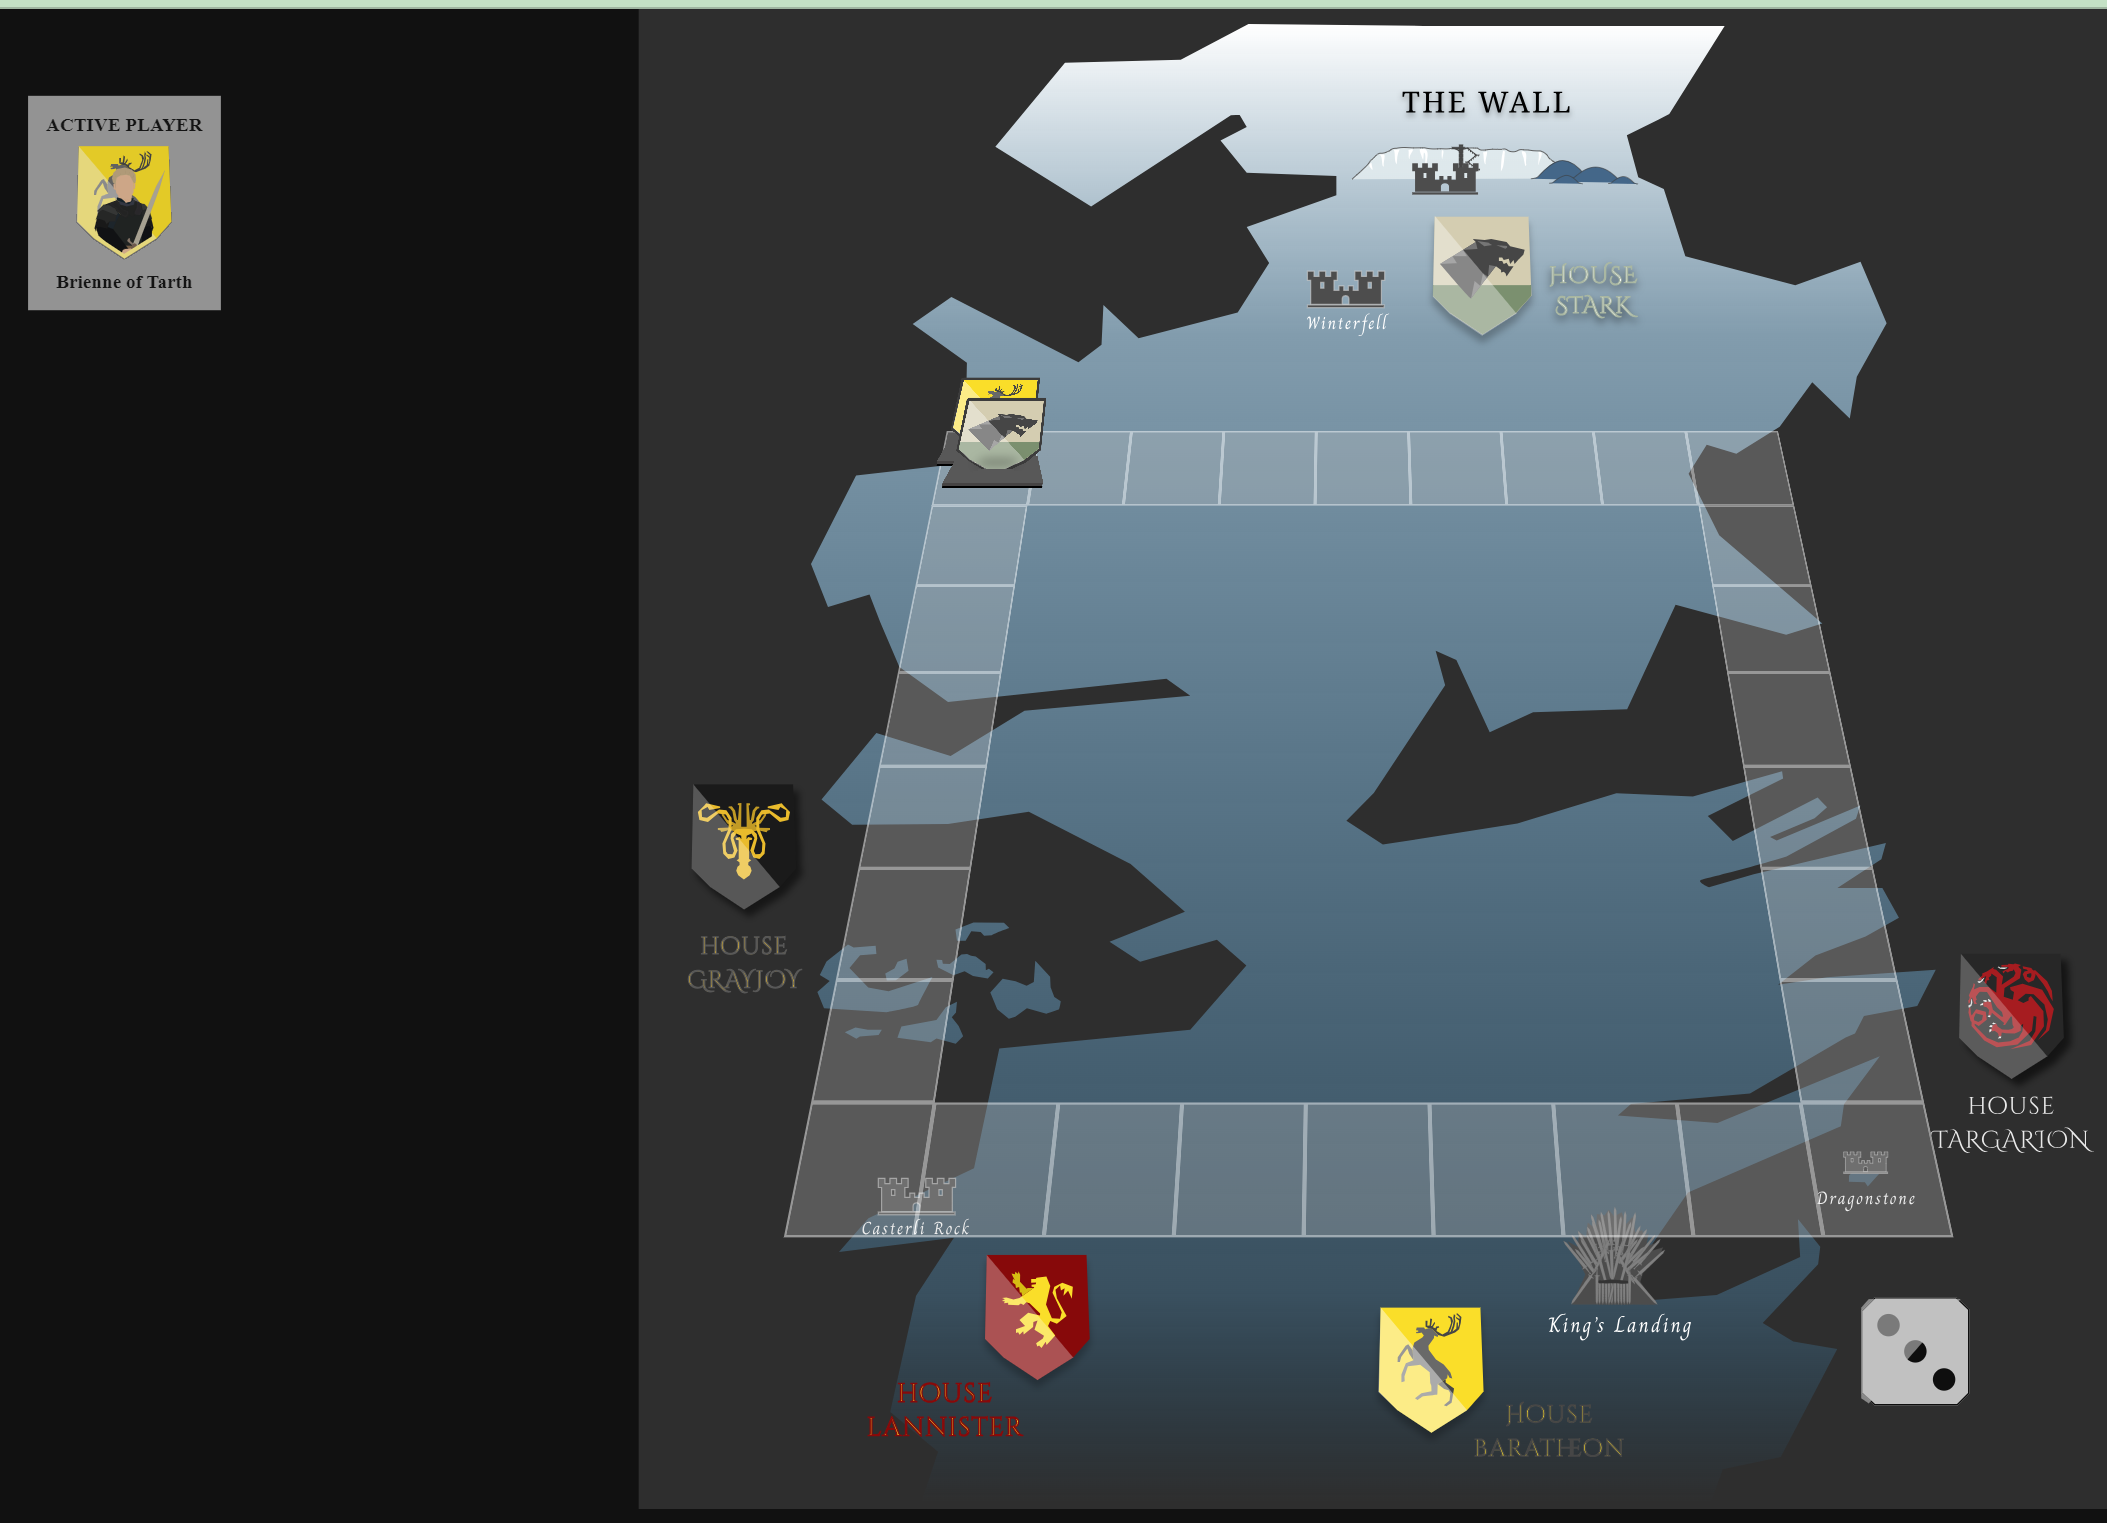 ACTIVE PLAYER
Brienne of Tarth
THE WALL
HOUSE
STARK
Winterfell
HOUSE
GRAYJOY
HOUSE
TARGARION
Dragonstone
Casterli Rock
King's Landing
HOUSE
LANNISTER
HOUSE
BARATHEON